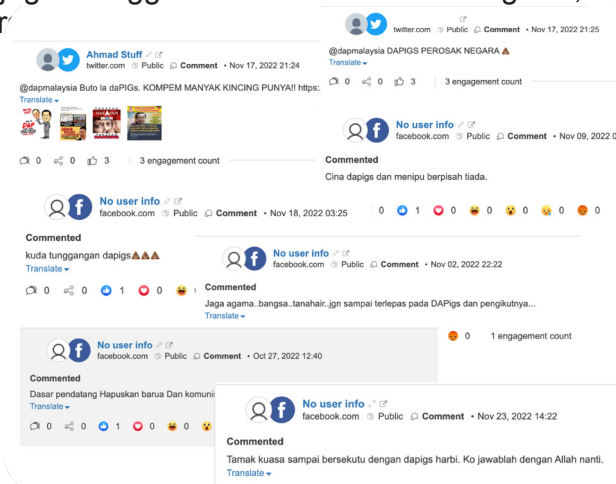 Ahmad Stuff
twitter.com Public Comment • Nov 17, 2022 21:24
@dapmalaysia Buto la daPIGs. KOMPEM MANYAK KINCING PUNYA!! https:
Translate
0 0 3 3 engagement count
twitter.com Public Comment • Nov 17, 2022 21:25
@dapmalaysia DAPIGS PEROSAK NEGARA 💩
Translate
0 0 3 3 engagement count
No user info
facebook.com Public Comment • Nov 09, 2022 0
Commented
Cina dapigs dan menipu berpisah tiada.
0 1 0 0 0 0 0
No user info
facebook.com Public Comment • Nov 18, 2022 03:25
Commented
kuda tunggangan dapigs💩💩💩
Translate
0 0 1 0
No user info
facebook.com Public Comment • Nov 02, 2022 22:22
Commented
Jaga agama..bangsa..tanahair..jgn sampai terlepas pada DAPigs dan pengikutnya...
Translate
0 1 engagement count
No user info
facebook.com Public Comment • Oct 27, 2022 12:40
Commented
Dasar pendatang Hapuskan barua Dan komunis
Translate
0 0 1 0 0
No user info
facebook.com Public Comment • Nov 23, 2022 14:22
Commented
Tamak kuasa sampai bersekutu dengan dapigs harbi. Ko jawablah dengan Allah nanti.
Translate